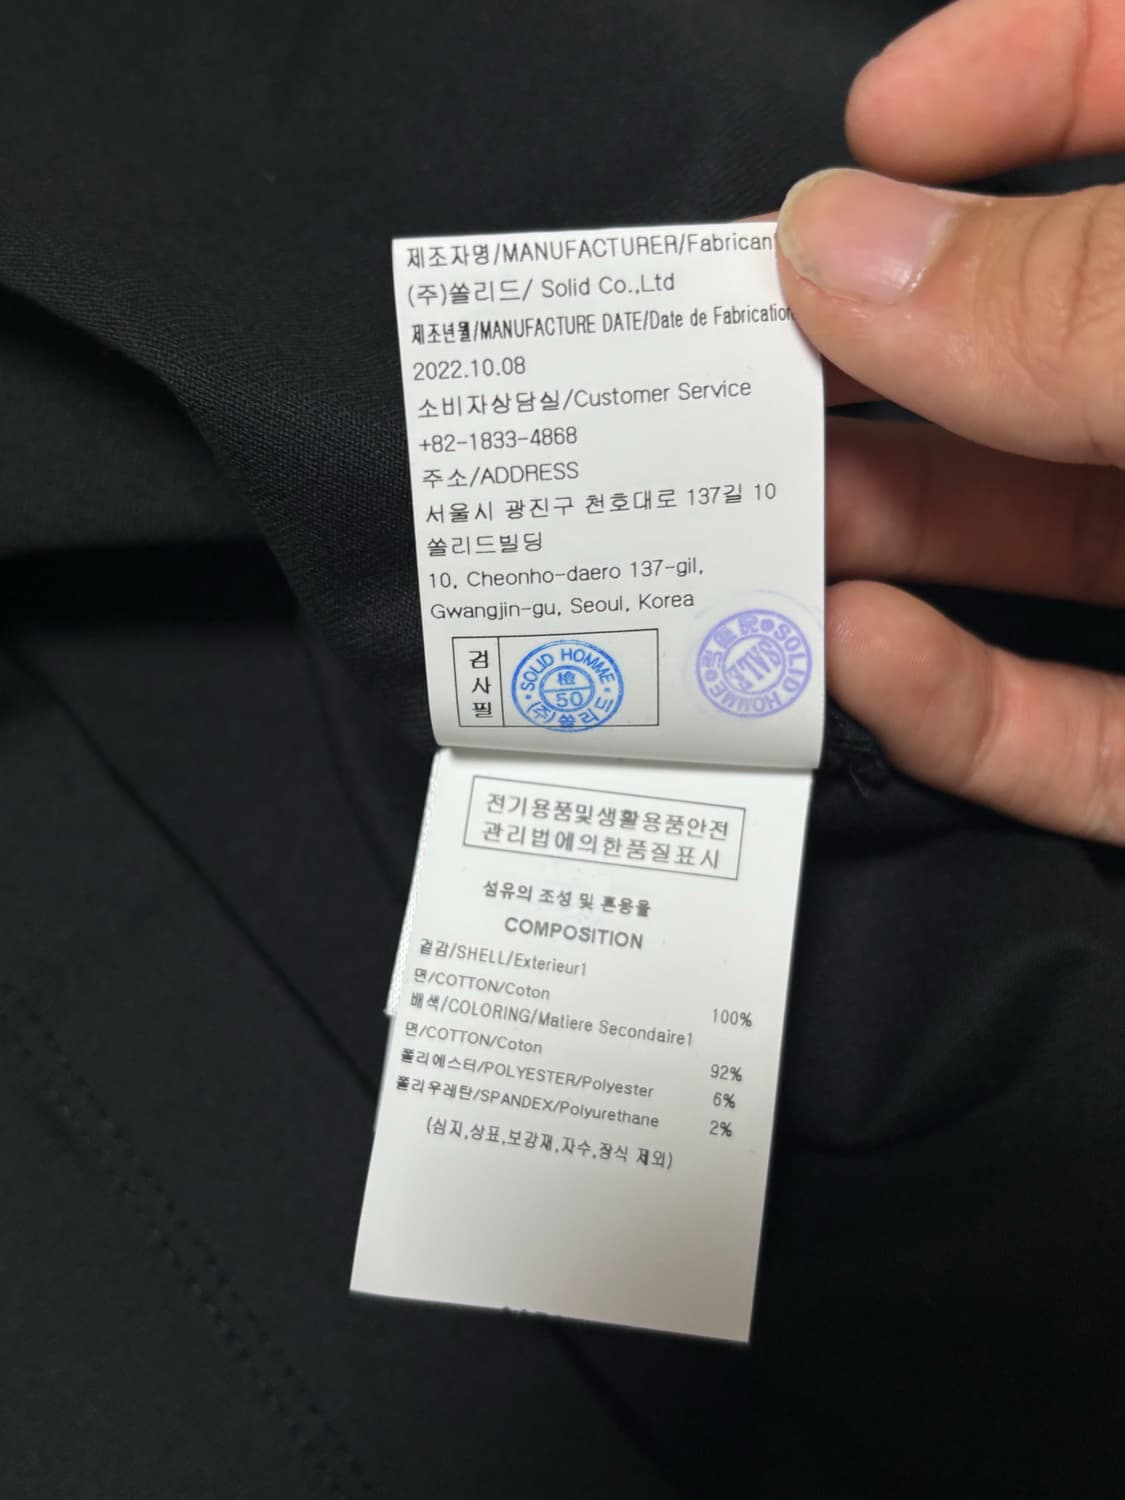 제조자명/MANUFACTURER/Fabrican
(주)쏠리드/ Solid Co.,Ltd
제조년월/MANUFACTURE DATE/Date de Fabrication
2022.10.08
소비자상담실/Customer Service
+82-1833-4868
주소/ADDRESS
서울시 광진구 천호대로 137길 10
쏠리드빌딩
10, Cheonho-daero 137-gil,
Gwangjin-gu, Seoul, Korea
검사필
SOLID HOMME
檢
50
(주)쏠리드
SOLID HOMME
전기용품및생활용품안전
관리법에의한품질표시
섬유의 조성 및 혼용율
COMPOSITION
겉감/SHELL/Exterieur1
면/COTTON/Coton 100%
배색/COLORING/Matiere Secondaire1
면/COTTON/Coton 92%
폴리에스터/POLYESTER/Polyester 6%
폴리우레탄/SPANDEX/Polyurethane 2%
(심지,상표,보강재,자수,장식 제외)